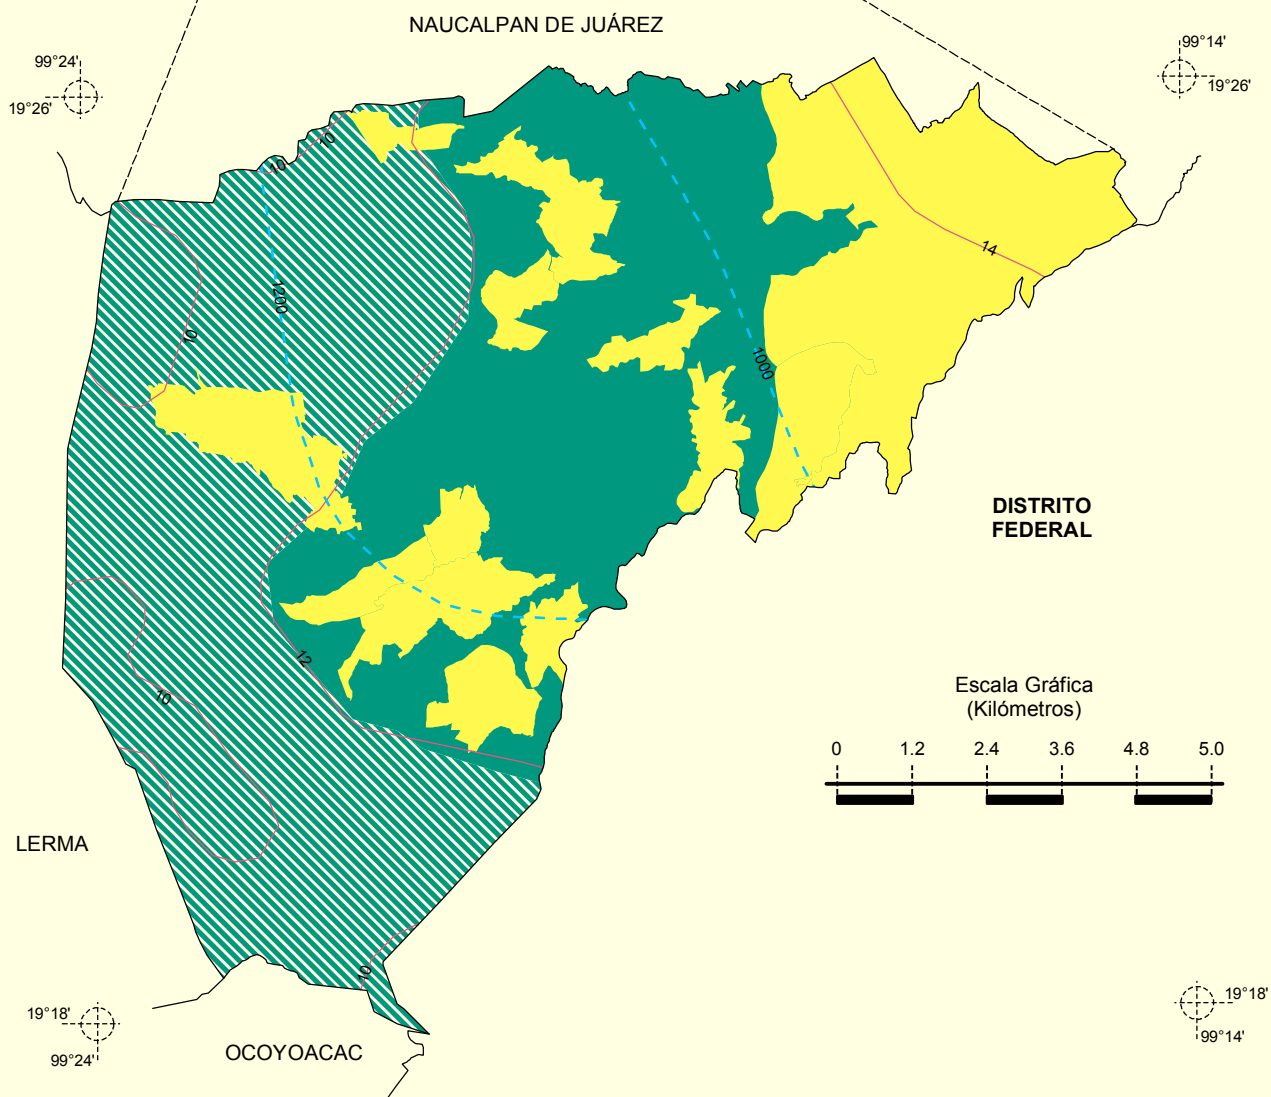 NAUCALPAN DE JUÁREZ
99°24'
19°26'
99°14'
19°26'
10
10
14
1200
10
1000
DISTRITO
FEDERAL
12
10
Escala Gráfica
(Kilómetros)
0 1.2 2.4 3.6 4.8 5.0
LERMA
10
19°18'
99°24'
19°18'
99°14'
OCOYOACAC